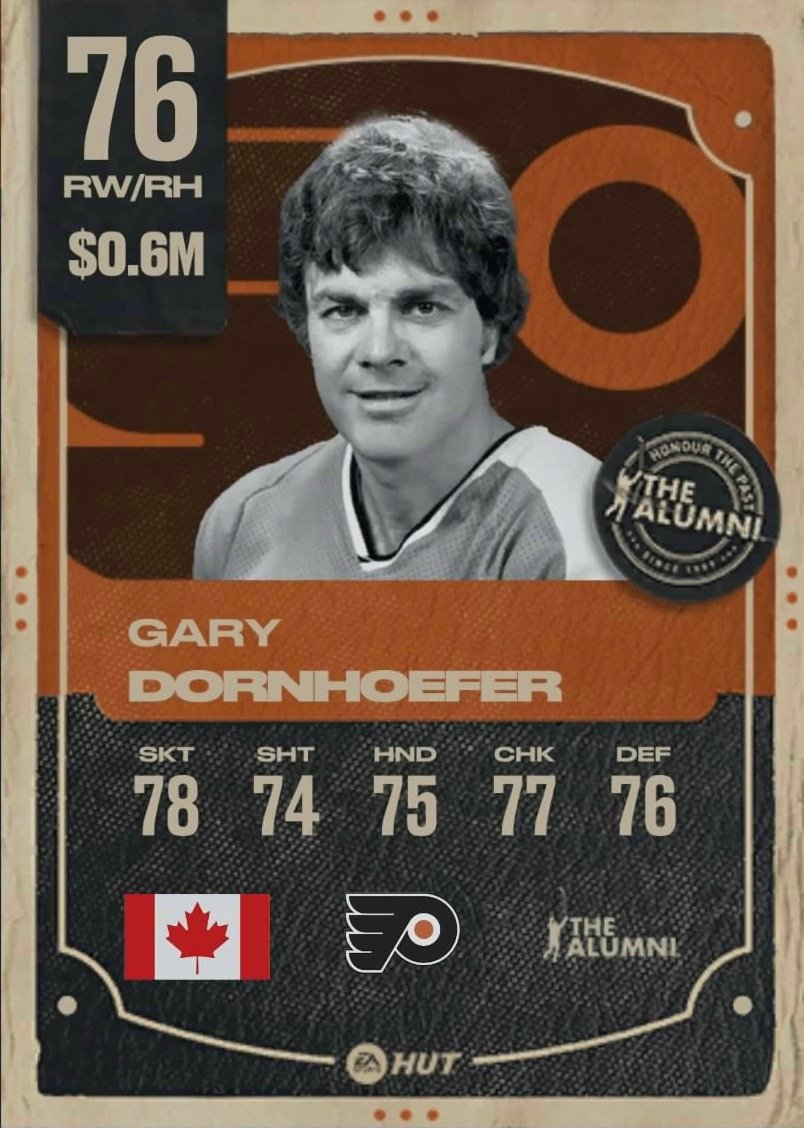 76
RW/RH
$0.6M
HONOUR THE PAST
THE
ALUMNI
GARY
DORNHOEFER
SKT SHT HND CHK DEF
78 74 75 77 76
THE
ALUMNI
EA
HUT